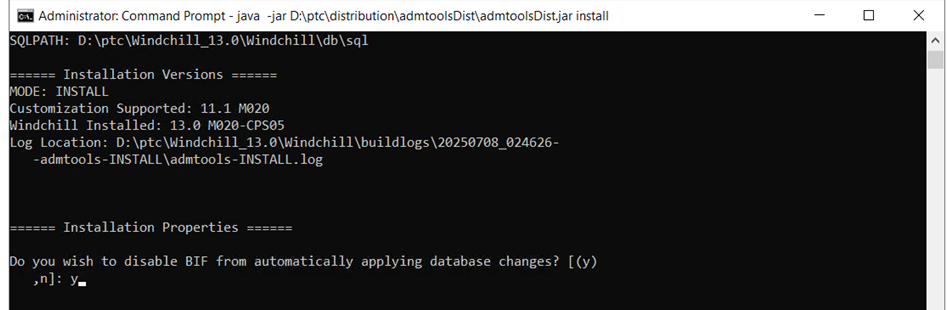 Administrator: Command Prompt - java  -jar D:\ptc\distribution\admtoolsDist\admtoolsDist.jar install
SQLPATH: D:\ptc\Windchill_13.0\Windchill\db\sql
====== Installation Versions ======
MODE: INSTALL
Customization Supported: 11.1 M020
Windchill Installed: 13.0 M020-CPS05
Log Location: D:\ptc\Windchill_13.0\Windchill\buildlogs\20250708_024626-
-admtools-INSTALL\admtools-INSTALL.log
====== Installation Properties ======
Do you wish to disable BIF from automatically applying database changes? [(y)
,n]: y